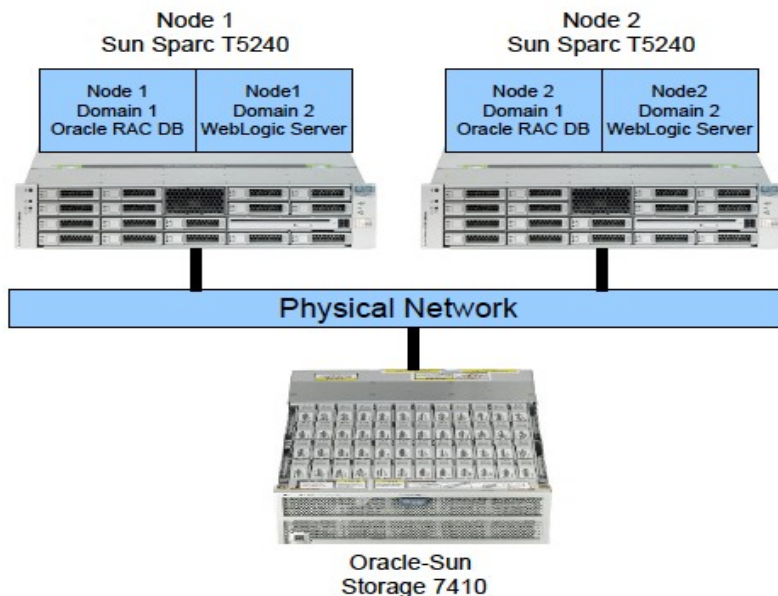 Node 1
Sun Sparc T5240
Node 2
Sun Sparc T5240
Node 1
Domain 1
Oracle RAC DB
Node1
Domain 2
WebLogic Server
Node 2
Domain 1
Oracle RAC DB
Node2
Domain 2
WebLogic Server
Physical Network
Oracle-Sun
Storage 7410